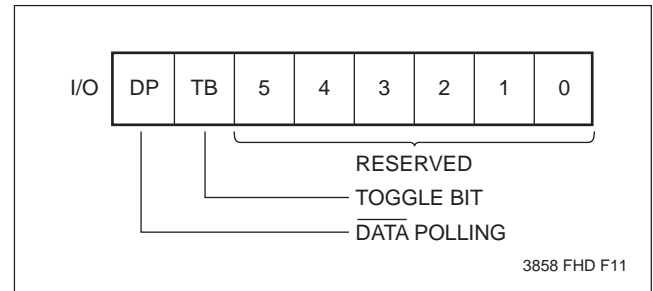 I/O DP TB 5 4 3 2 1 0
RESERVED
TOGGLE BIT
DATA POLLING
3858 FHD F11